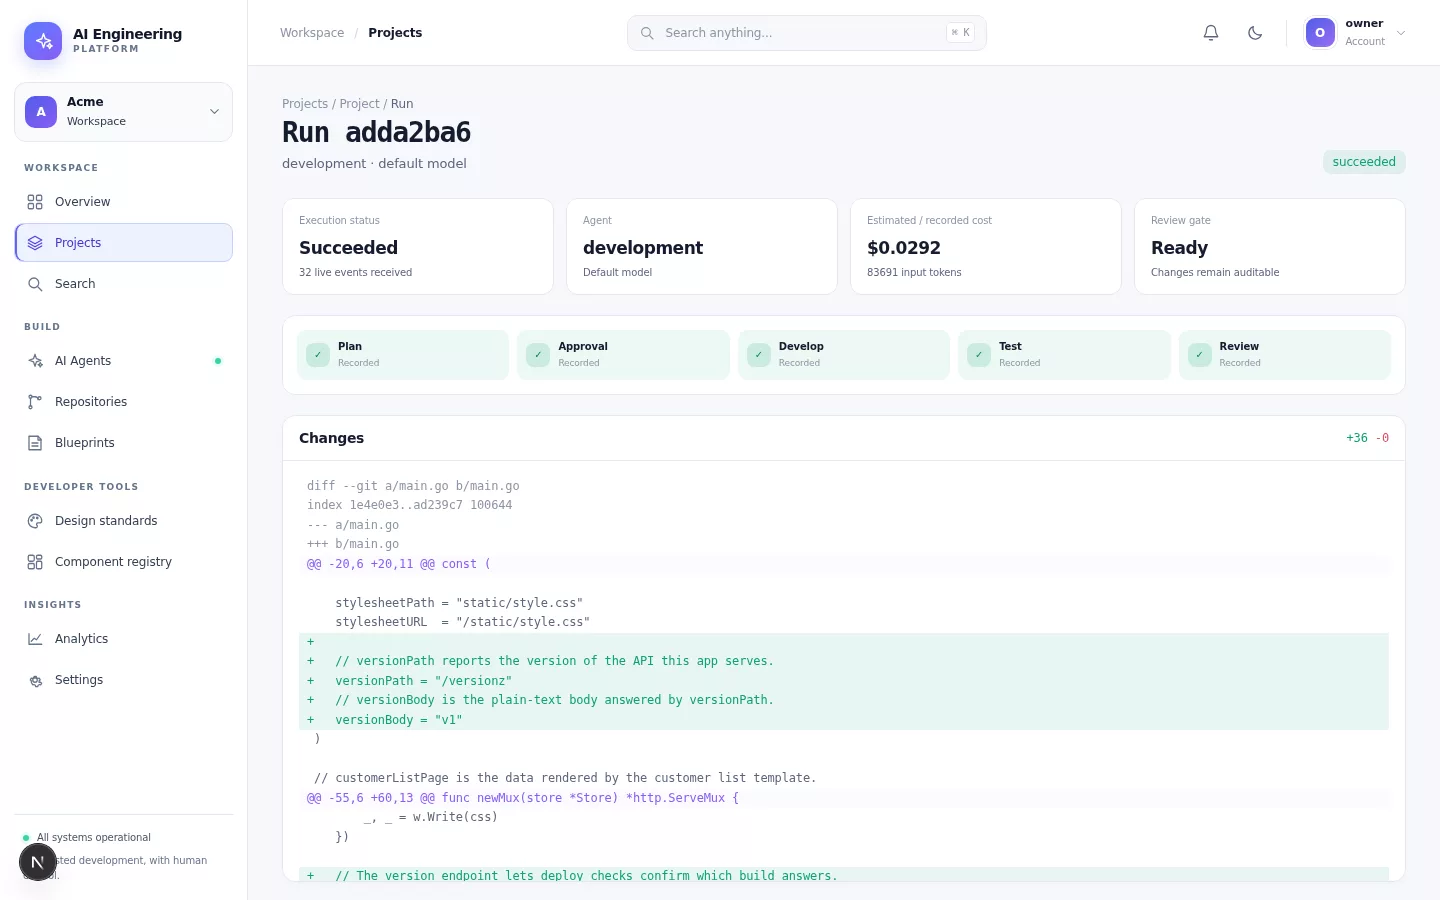 AI Engineering
PLATFORM
A
Acme
Workspace
WORKSPACE
Overview
Projects
Search
BUILD
AI Agents
Repositories
Blueprints
DEVELOPER TOOLS
Design standards
Component registry
INSIGHTS
Analytics
Settings
All systems operational
development, with human
N
Workspace / Projects
Search anything...
⌘ K
O
owner
Account
Projects / Project / Run
Run adda2ba6
development · default model
succeeded
Execution status
Succeeded
32 live events received
Agent
development
Default model
Estimated / recorded cost
$0.0292
83691 input tokens
Review gate
Ready
Changes remain auditable
✓ Plan
Recorded
✓ Approval
Recorded
✓ Develop
Recorded
✓ Test
Recorded
✓ Review
Recorded
Changes
+36 -0
diff --git a/main.go b/main.go
index 1e4e0e3..ad239c7 100644
--- a/main.go
+++ b/main.go
@@ -20,6 +20,11 @@ const (
stylesheetPath = "static/style.css"
stylesheetURL  = "/static/style.css"
+
+   // versionPath reports the version of the API this app serves.
+   versionPath = "/versionz"
+   // versionBody is the plain-text body answered by versionPath.
+   versionBody = "v1"
)
// customerListPage is the data rendered by the customer list template.
@@ -55,6 +60,13 @@ func newMux(store *Store) *http.ServeMux {
_, _ = w.Write(css)
})
+   // The version endpoint lets deploy checks confirm which build answers.